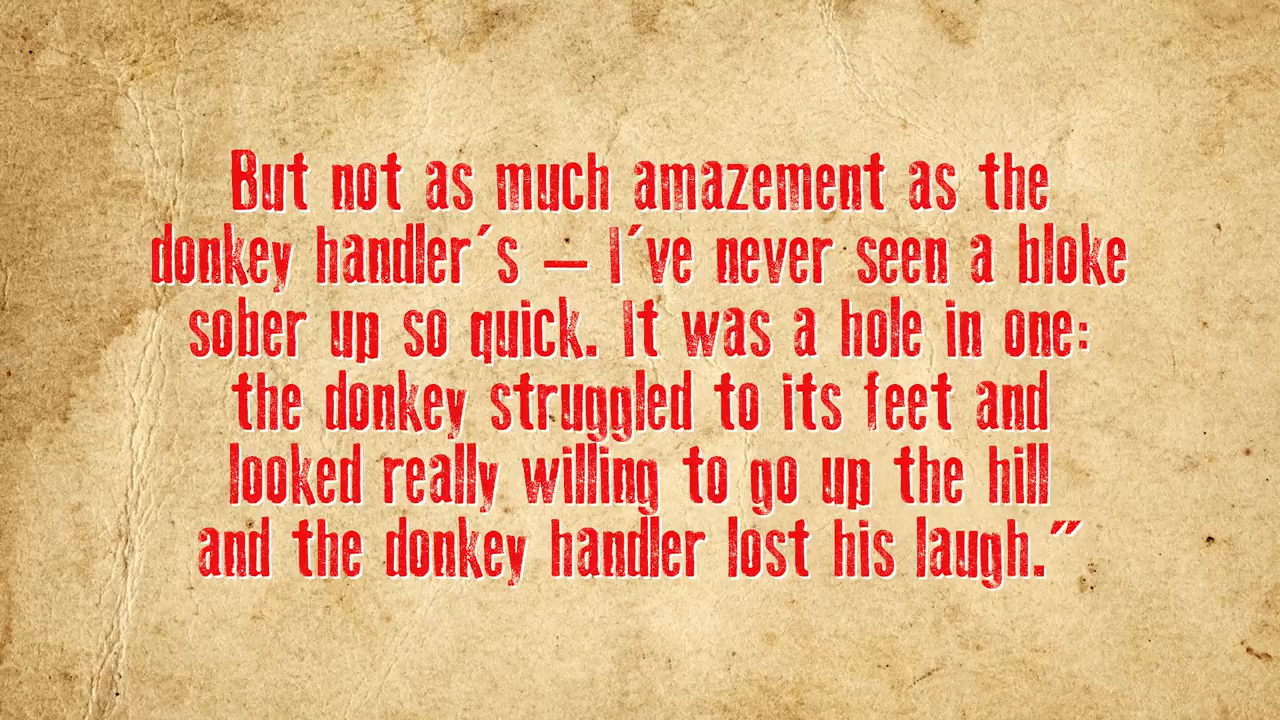 But not as much amazement as the
donkey handler´s – I´ve never seen a bloke
sober up so quick. It was a hole in one:
the donkey struggled to its feet and
looked really willing to go up the hill
and the donkey handler lost his laugh."